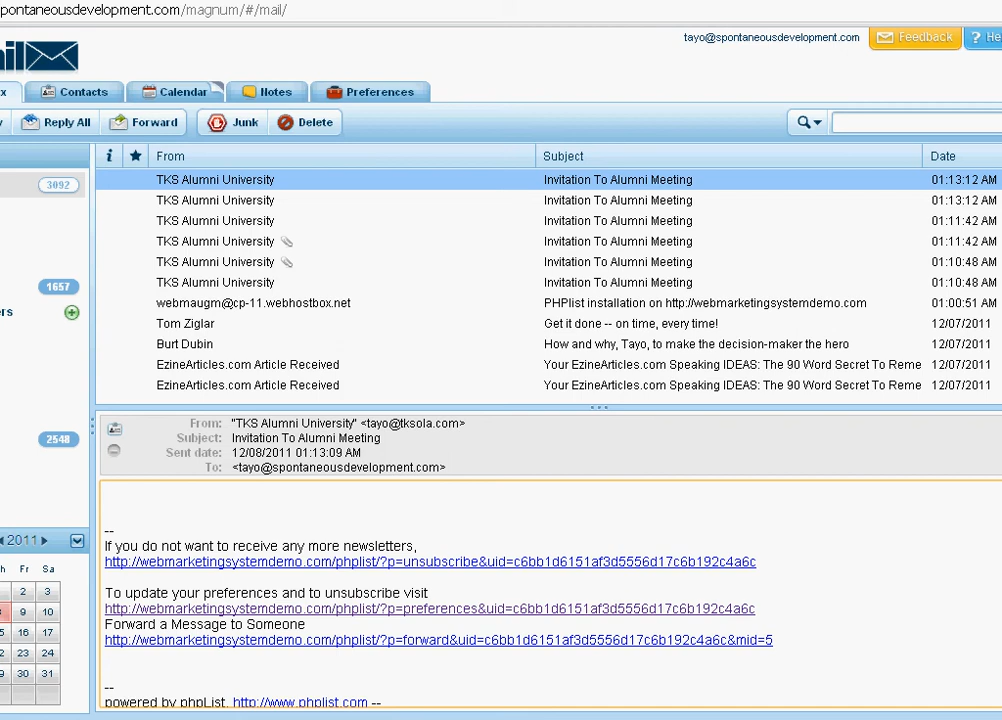 spontaneousdevelopment.com/magnum/#/mail/
tayo@spontaneousdevelopment.com
Feedback
Contacts
Calendar
Notes
Preferences
Reply All
Forward
Junk
Delete
From Subject Date
3092
TKS Alumni University Invitation To Alumni Meeting 01:13:12 AM
TKS Alumni University Invitation To Alumni Meeting 01:13:12 AM
TKS Alumni University Invitation To Alumni Meeting 01:11:42 AM
TKS Alumni University Invitation To Alumni Meeting 01:11:42 AM
TKS Alumni University Invitation To Alumni Meeting 01:10:48 AM
TKS Alumni University Invitation To Alumni Meeting 01:10:48 AM
1657
webmaugm@cp-11.webhostbox.net PHPlist installation on http://webmarketingsystemdemo.com 01:00:51 AM
Tom Ziglar Get it done -- on time, every time! 12/07/2011
Burt Dubin How and why, Tayo, to make the decision-maker the hero 12/07/2011
EzineArticles.com Article Received Your EzineArticles.com Speaking IDEAS: The 90 Word Secret To Reme 12/07/2011
EzineArticles.com Article Received Your EzineArticles.com Speaking IDEAS: The 90 Word Secret To Reme 12/07/2011
2548
From: "TKS Alumni University" <tayo@tksola.com>
Subject: Invitation To Alumni Meeting
Sent date: 12/08/2011 01:13:09 AM
To: <tayo@spontaneousdevelopment.com>
--
If you do not want to receive any more newsletters,
http://webmarketingsystemdemo.com/phplist/?p=unsubscribe&uid=c6bb1d6151af3d5556d17c6b192c4a6c
To update your preferences and to unsubscribe visit
http://webmarketingsystemdemo.com/phplist/?p=preferences&uid=c6bb1d6151af3d5556d17c6b192c4a6c
Forward a Message to Someone
http://webmarketingsystemdemo.com/phplist/?p=forward&uid=c6bb1d6151af3d5556d17c6b192c4a6c&mid=5
--
powered by phpList, http://www.phplist.com --
2011
Fr Sa
2 3
9 10
16 17
23 24
30 31